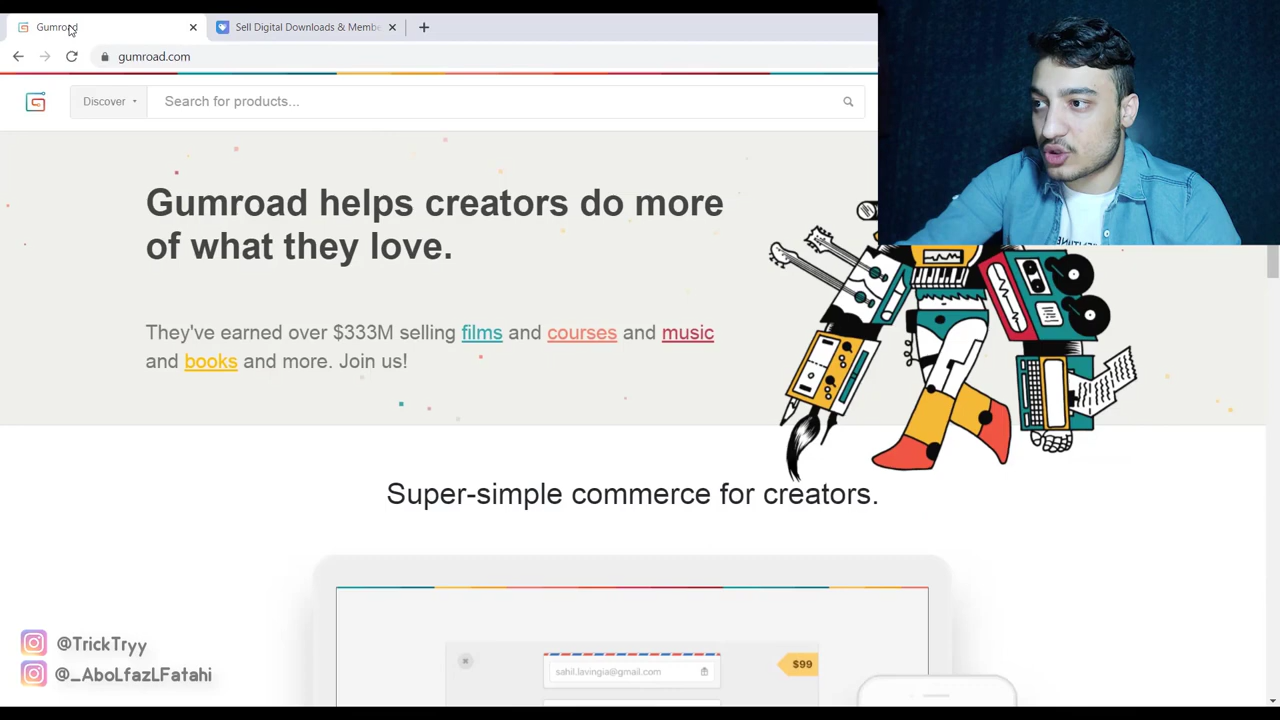 Gumroad
Sell Digital Downloads & Membe
gumroad.com
Discover
Search for products...
Gumroad helps creators do more
of what they love.
They've earned over $333M selling films and courses and music
and books and more. Join us!
Super-simple commerce for creators.
sahil.lavingia@gmail.com
$99
@TrickTryy
@_AboLfazLFatahi